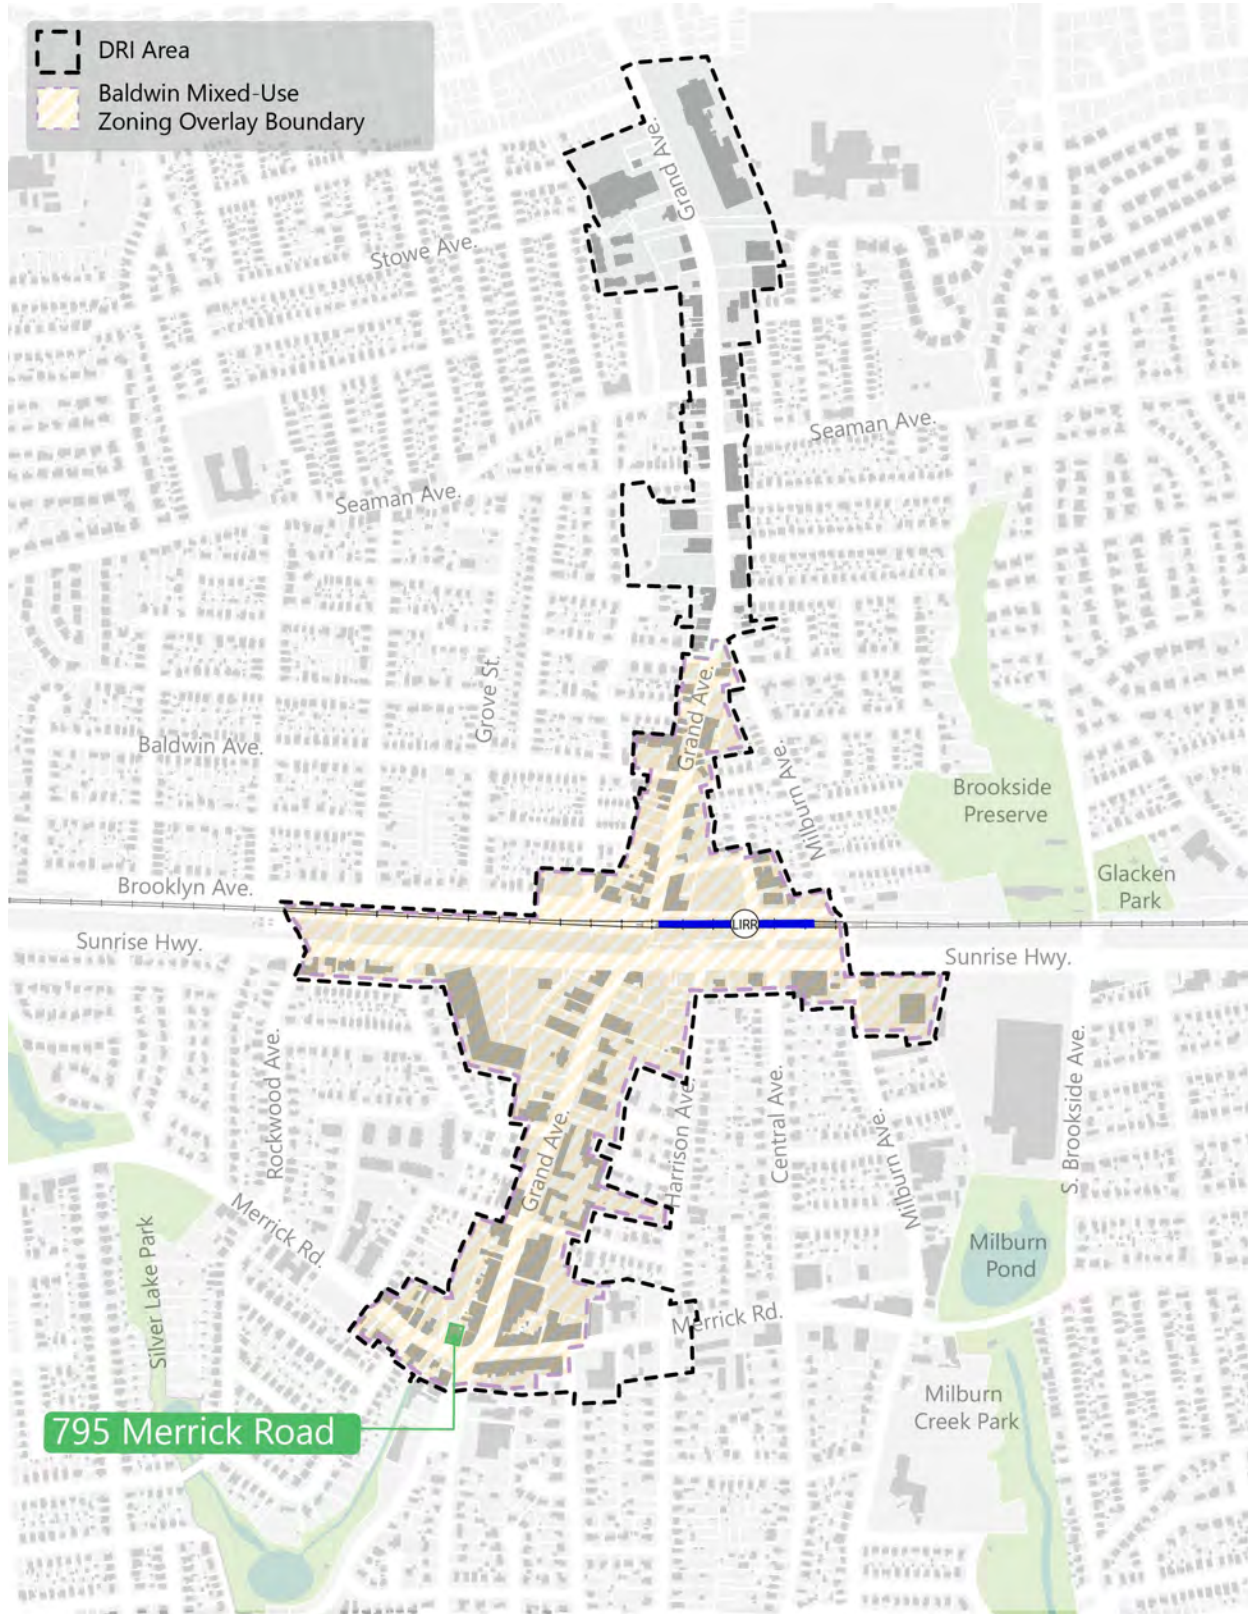 DRI Area
Baldwin Mixed-Use
Zoning Overlay Boundary
Grand Ave.
Stowe Ave.
Seaman Ave.
Seaman Ave.
Grove St.
Grand Ave.
Baldwin Ave.
Milburn Ave.
Brookside
Preserve
Glacken
Park
Brooklyn Ave.
LIRR
Sunrise Hwy.
Sunrise Hwy.
Rockwood Ave.
Grand Ave.
Harrison Ave.
Central Ave.
Milburn Ave.
S. Brookside Ave.
Merrick Rd.
Silver Lake Park
Milburn
Pond
Merrick Rd.
Milburn
Creek Park
795 Merrick Road